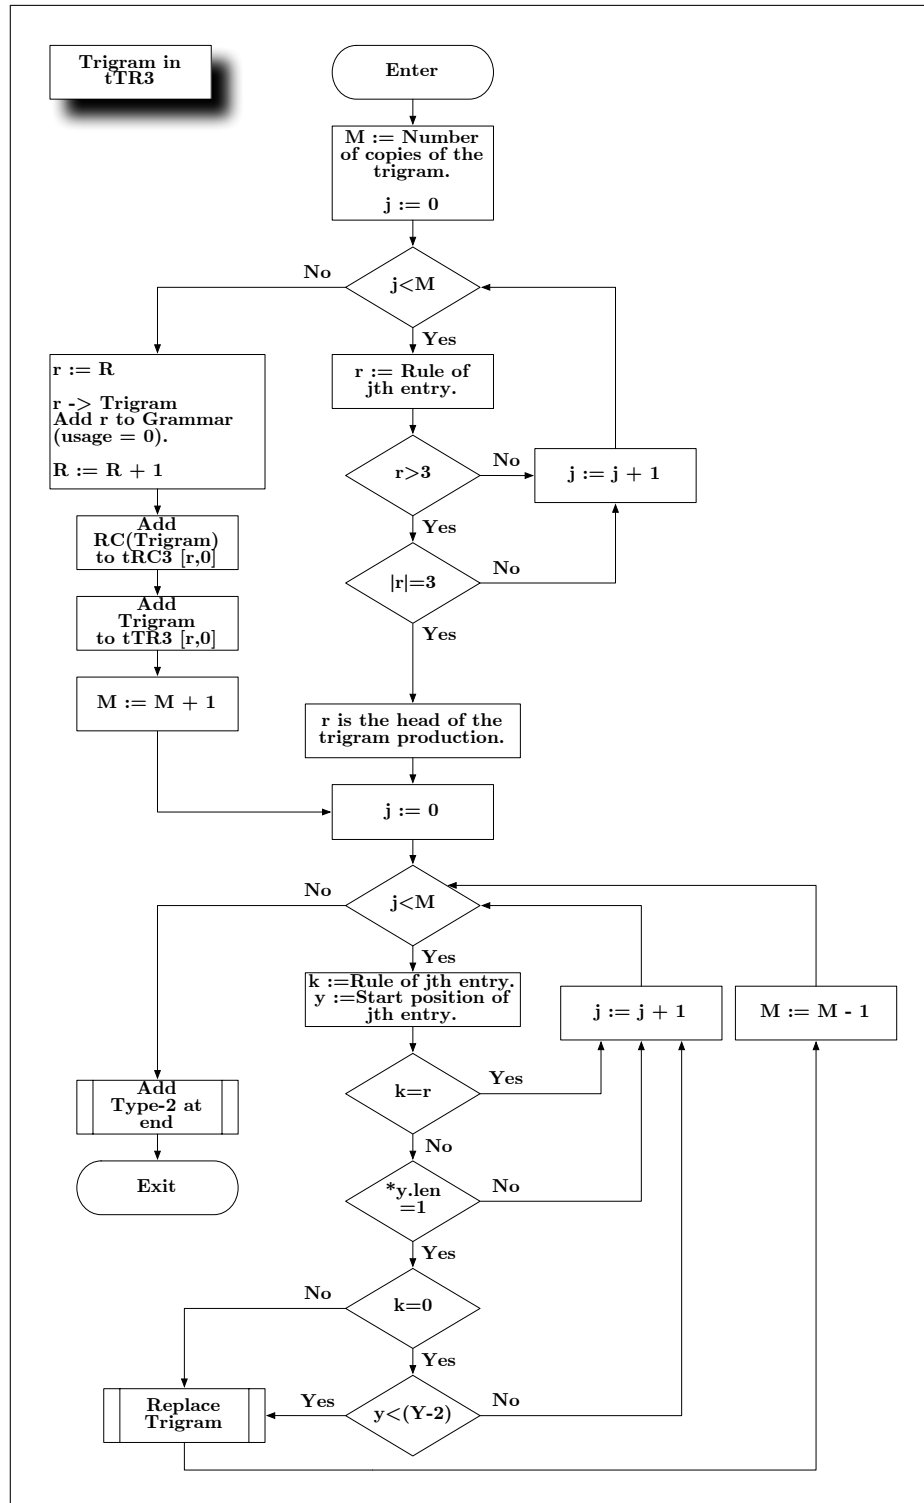 Trigram in
tTR3
Enter
M := Number
of copies of the
trigram.
j := 0
No
j<M
Yes
r := R
r -> Trigram
Add r to Grammar
(usage = 0).
R := R + 1
r := Rule of
jth entry.
r>3
No
j := j + 1
Yes
Add
RC(Trigram)
to tRC3 [r,0]
|r|=3
No
Yes
Add
Trigram
to tTR3 [r,0]
M := M + 1
r is the head of the
trigram production.
j := 0
No
j<M
Yes
k :=Rule of jth entry.
y :=Start position of
jth entry.
j := j + 1
M := M - 1
k=r
Yes
Add
Type-2 at
end
No
Exit
*y.len
=1
No
Yes
No
k=0
Yes
Replace
Trigram
Yes
y<(Y-2)
No